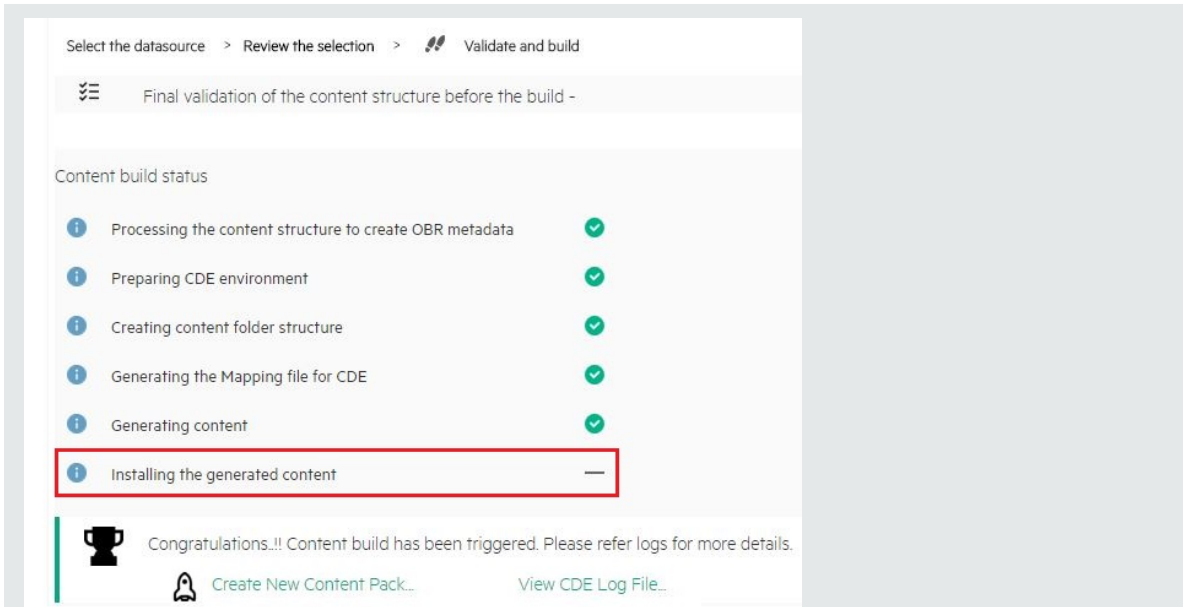 Select the datasource > Review the selection > Validate and build
Final validation of the content structure before the build -
Content build status
Processing the content structure to create OBR metadata
Preparing CDE environment
Creating content folder structure
Generating the Mapping file for CDE
Generating content
Installing the generated content
Congratulations..!! Content build has been triggered. Please refer logs for more details.
Create New Content Pack... View CDE Log File...